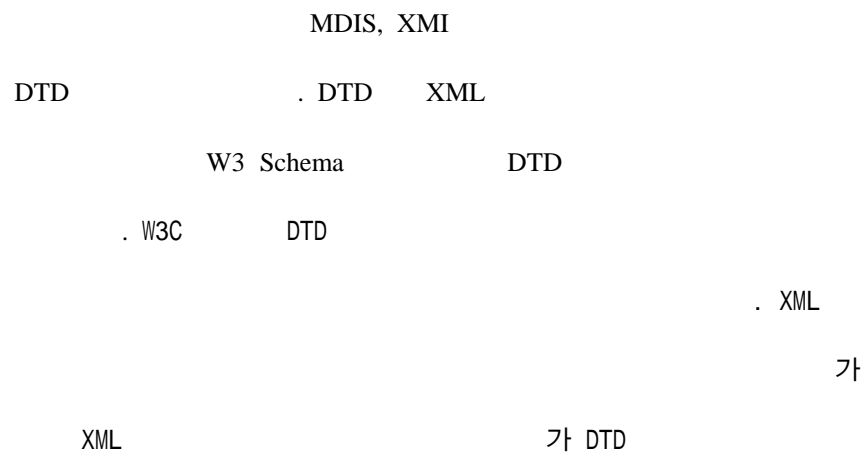 MDIS, XMI
DTD . DTD XML
W3 Schema DTD
. W3C DTD
. XML
가
XML 가 DTD